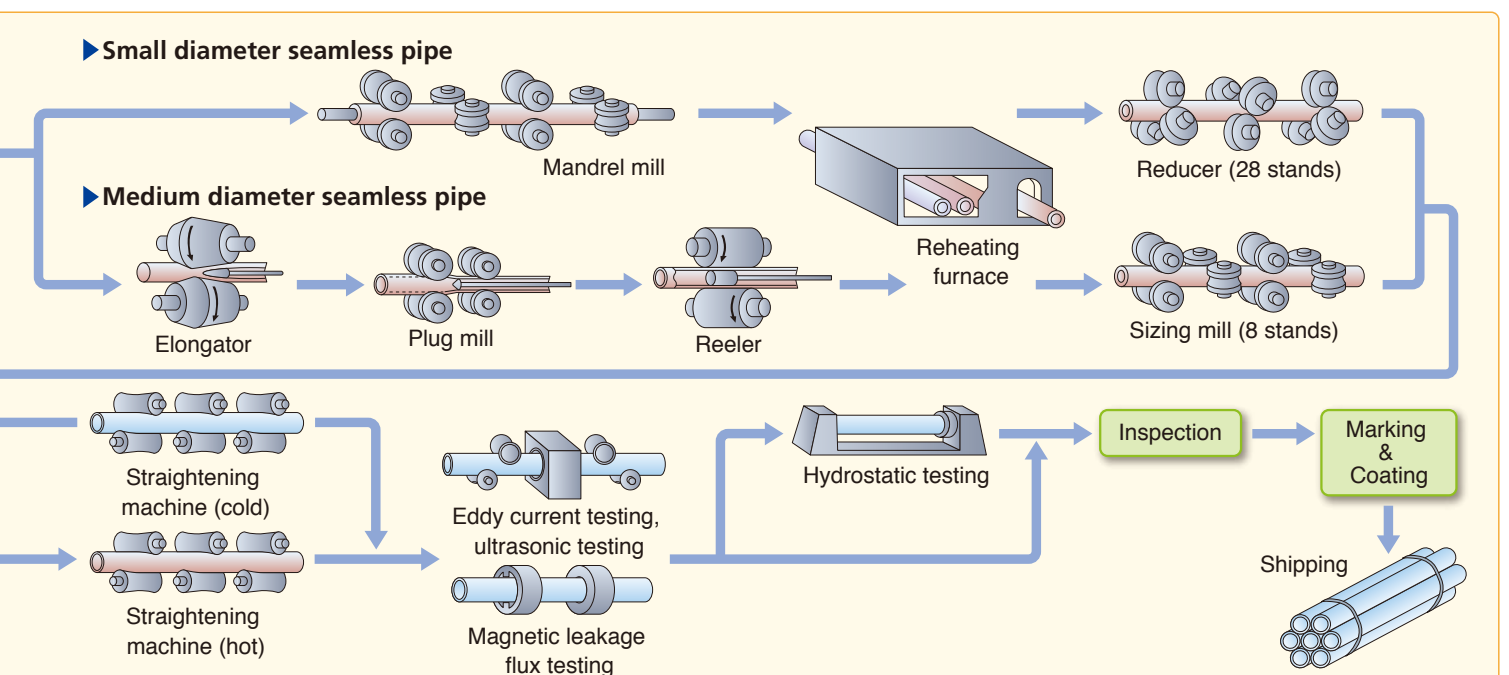 Small diameter seamless pipe
Mandrel mill
Reducer (28 stands)
Medium diameter seamless pipe
Reheating
furnace
Elongator
Plug mill
Reeler
Sizing mill (8 stands)
Straightening
machine (cold)
Eddy current testing,
ultrasonic testing
Hydrostatic testing
Inspection
Marking
&
Coating
Straightening
machine (hot)
Magnetic leakage
flux testing
Shipping